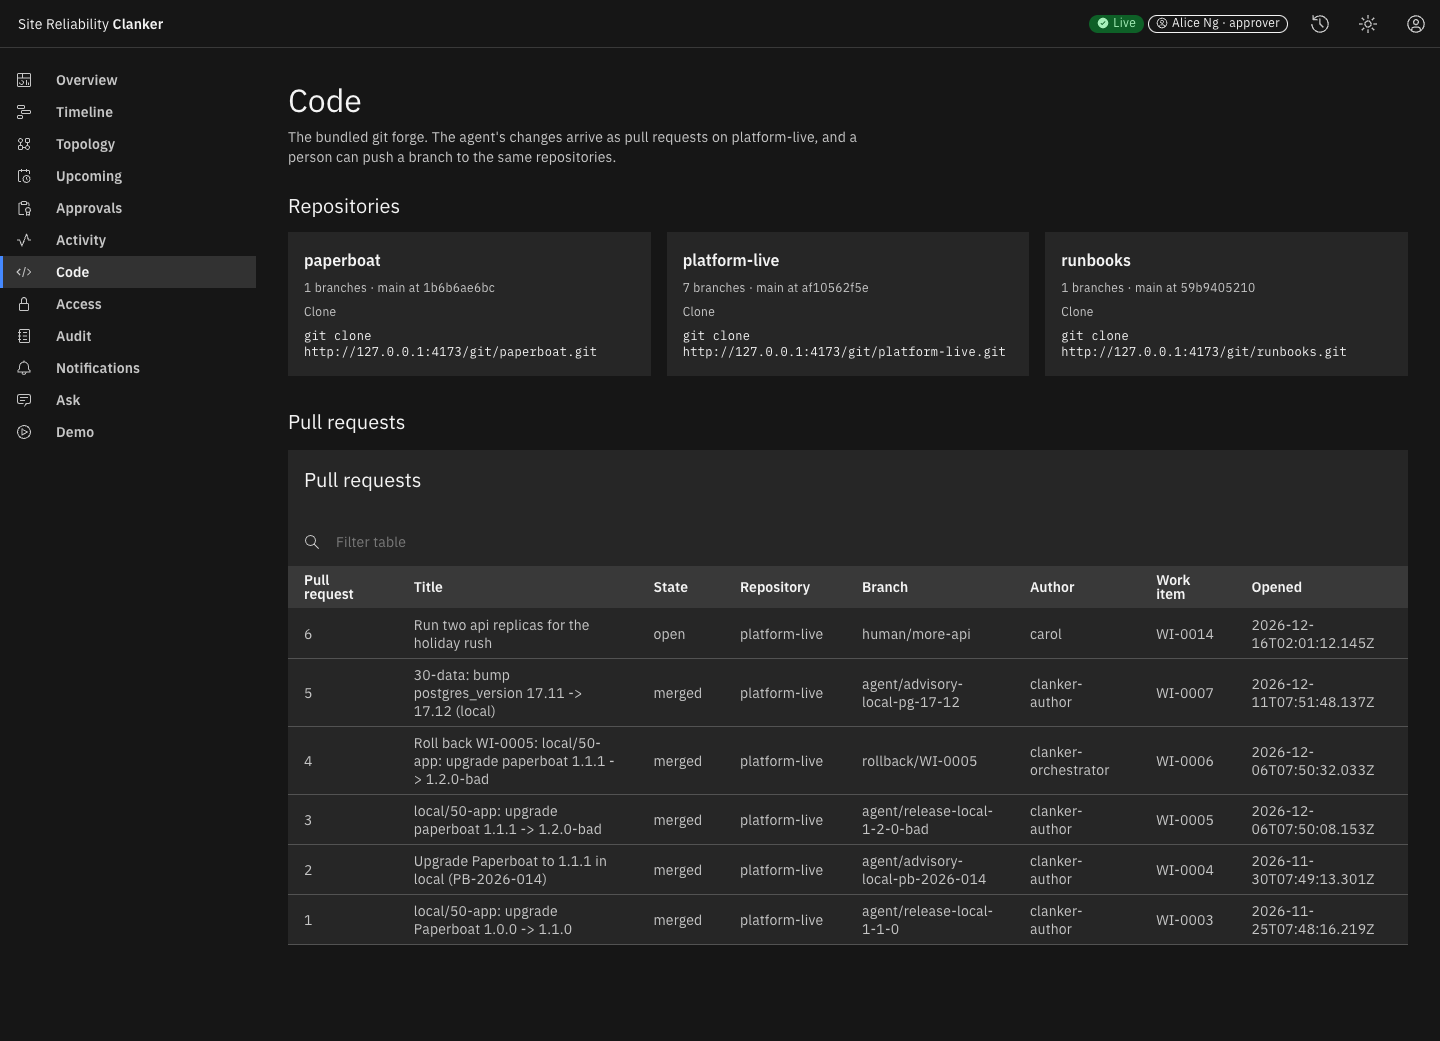 Site Reliability Clanker
Live
Alice Ng · approver
Overview
Timeline
Topology
Upcoming
Approvals
Activity
Code
Access
Audit
Notifications
Ask
Demo
Code
The bundled git forge. The agent's changes arrive as pull requests on platform-live, and a
person can push a branch to the same repositories.
Repositories
paperboat
1 branches · main at 1b6b6ae6bc
Clone
git clone
http://127.0.0.1:4173/git/paperboat.git
platform-live
7 branches · main at af10562f5e
Clone
git clone
http://127.0.0.1:4173/git/platform-live.git
runbooks
1 branches · main at 59b9405210
Clone
git clone
http://127.0.0.1:4173/git/runbooks.git
Pull requests
Pull requests
Filter table
Pull
request
Title
State
Repository
Branch
Author
Work
item
Opened
6
Run two api replicas for the
holiday rush
open
platform-live
human/more-api
carol
WI-0014
2026-12-
16T02:01:12.145Z
5
30-data: bump
postgres_version 17.11 ->
17.12 (local)
merged
platform-live
agent/advisory-
local-pg-17-12
clanker-
author
WI-0007
2026-12-
11T07:51:48.137Z
4
Roll back WI-0005: local/50-
app: upgrade paperboat 1.1.1 -
> 1.2.0-bad
merged
platform-live
rollback/WI-0005
clanker-
orchestrator
WI-0006
2026-12-
06T07:50:32.033Z
3
local/50-app: upgrade
paperboat 1.1.1 -> 1.2.0-bad
merged
platform-live
agent/release-local-
1-2-0-bad
clanker-
author
WI-0005
2026-12-
06T07:50:08.153Z
2
Upgrade Paperboat to 1.1.1 in
local (PB-2026-014)
merged
platform-live
agent/advisory-
local-pb-2026-014
clanker-
author
WI-0004
2026-11-
30T07:49:13.301Z
1
local/50-app: upgrade
Paperboat 1.0.0 -> 1.1.0
merged
platform-live
agent/release-local-
1-1-0
clanker-
author
WI-0003
2026-11-
25T07:48:16.219Z